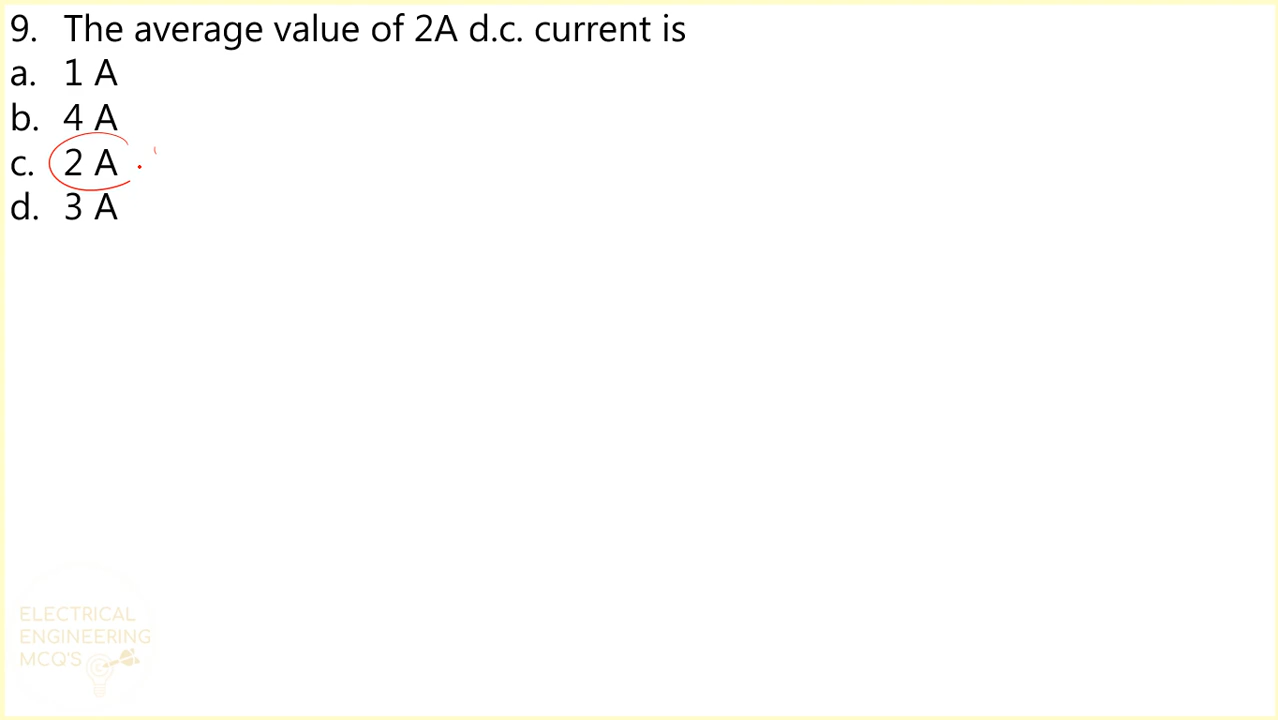 9. The average value of 2A d.c. current is
a. 1 A
b. 4 A
c. 2 A
d. 3 A
ELECTRICAL
ENGINEERING
MCQ'S